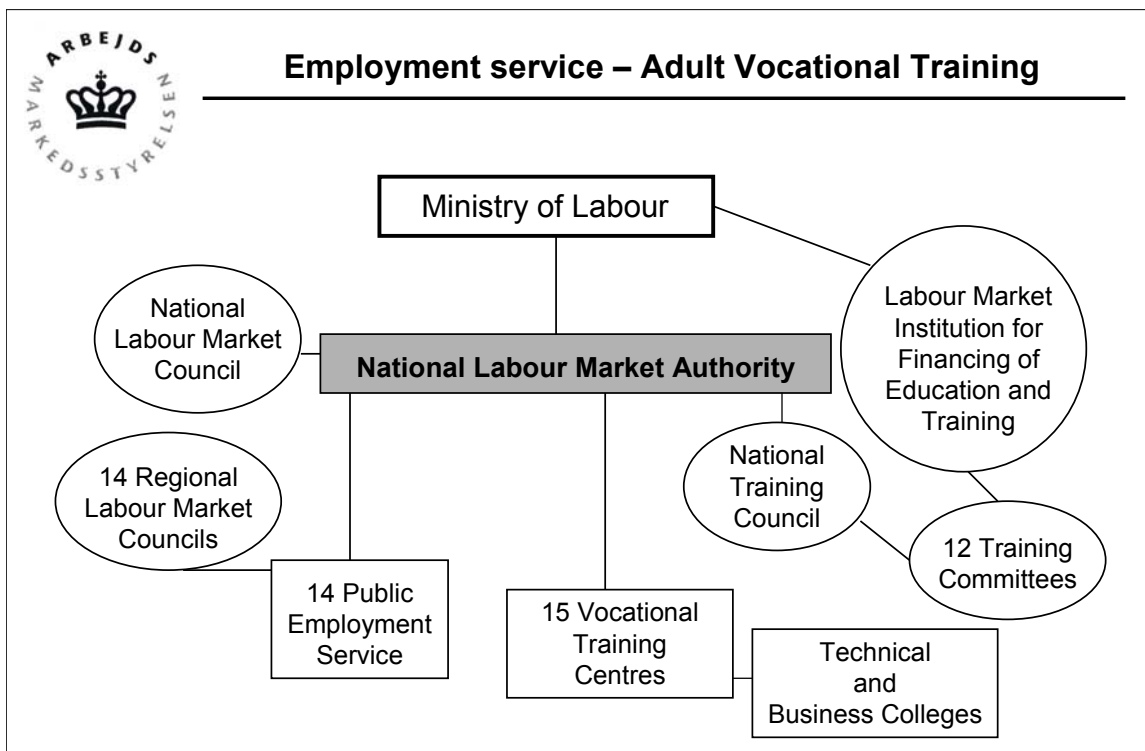 ARBEJDS
MARKEDSSTYRELSEN
Employment service – Adult Vocational Training
Ministry of Labour
National
Labour Market
Council
Labour Market
Institution for
Financing of
Education and
Training
National Labour Market Authority
14 Regional
Labour Market
Councils
National
Training
Council
12 Training
Committees
14 Public
Employment
Service
15 Vocational
Training
Centres
Technical
and
Business Colleges